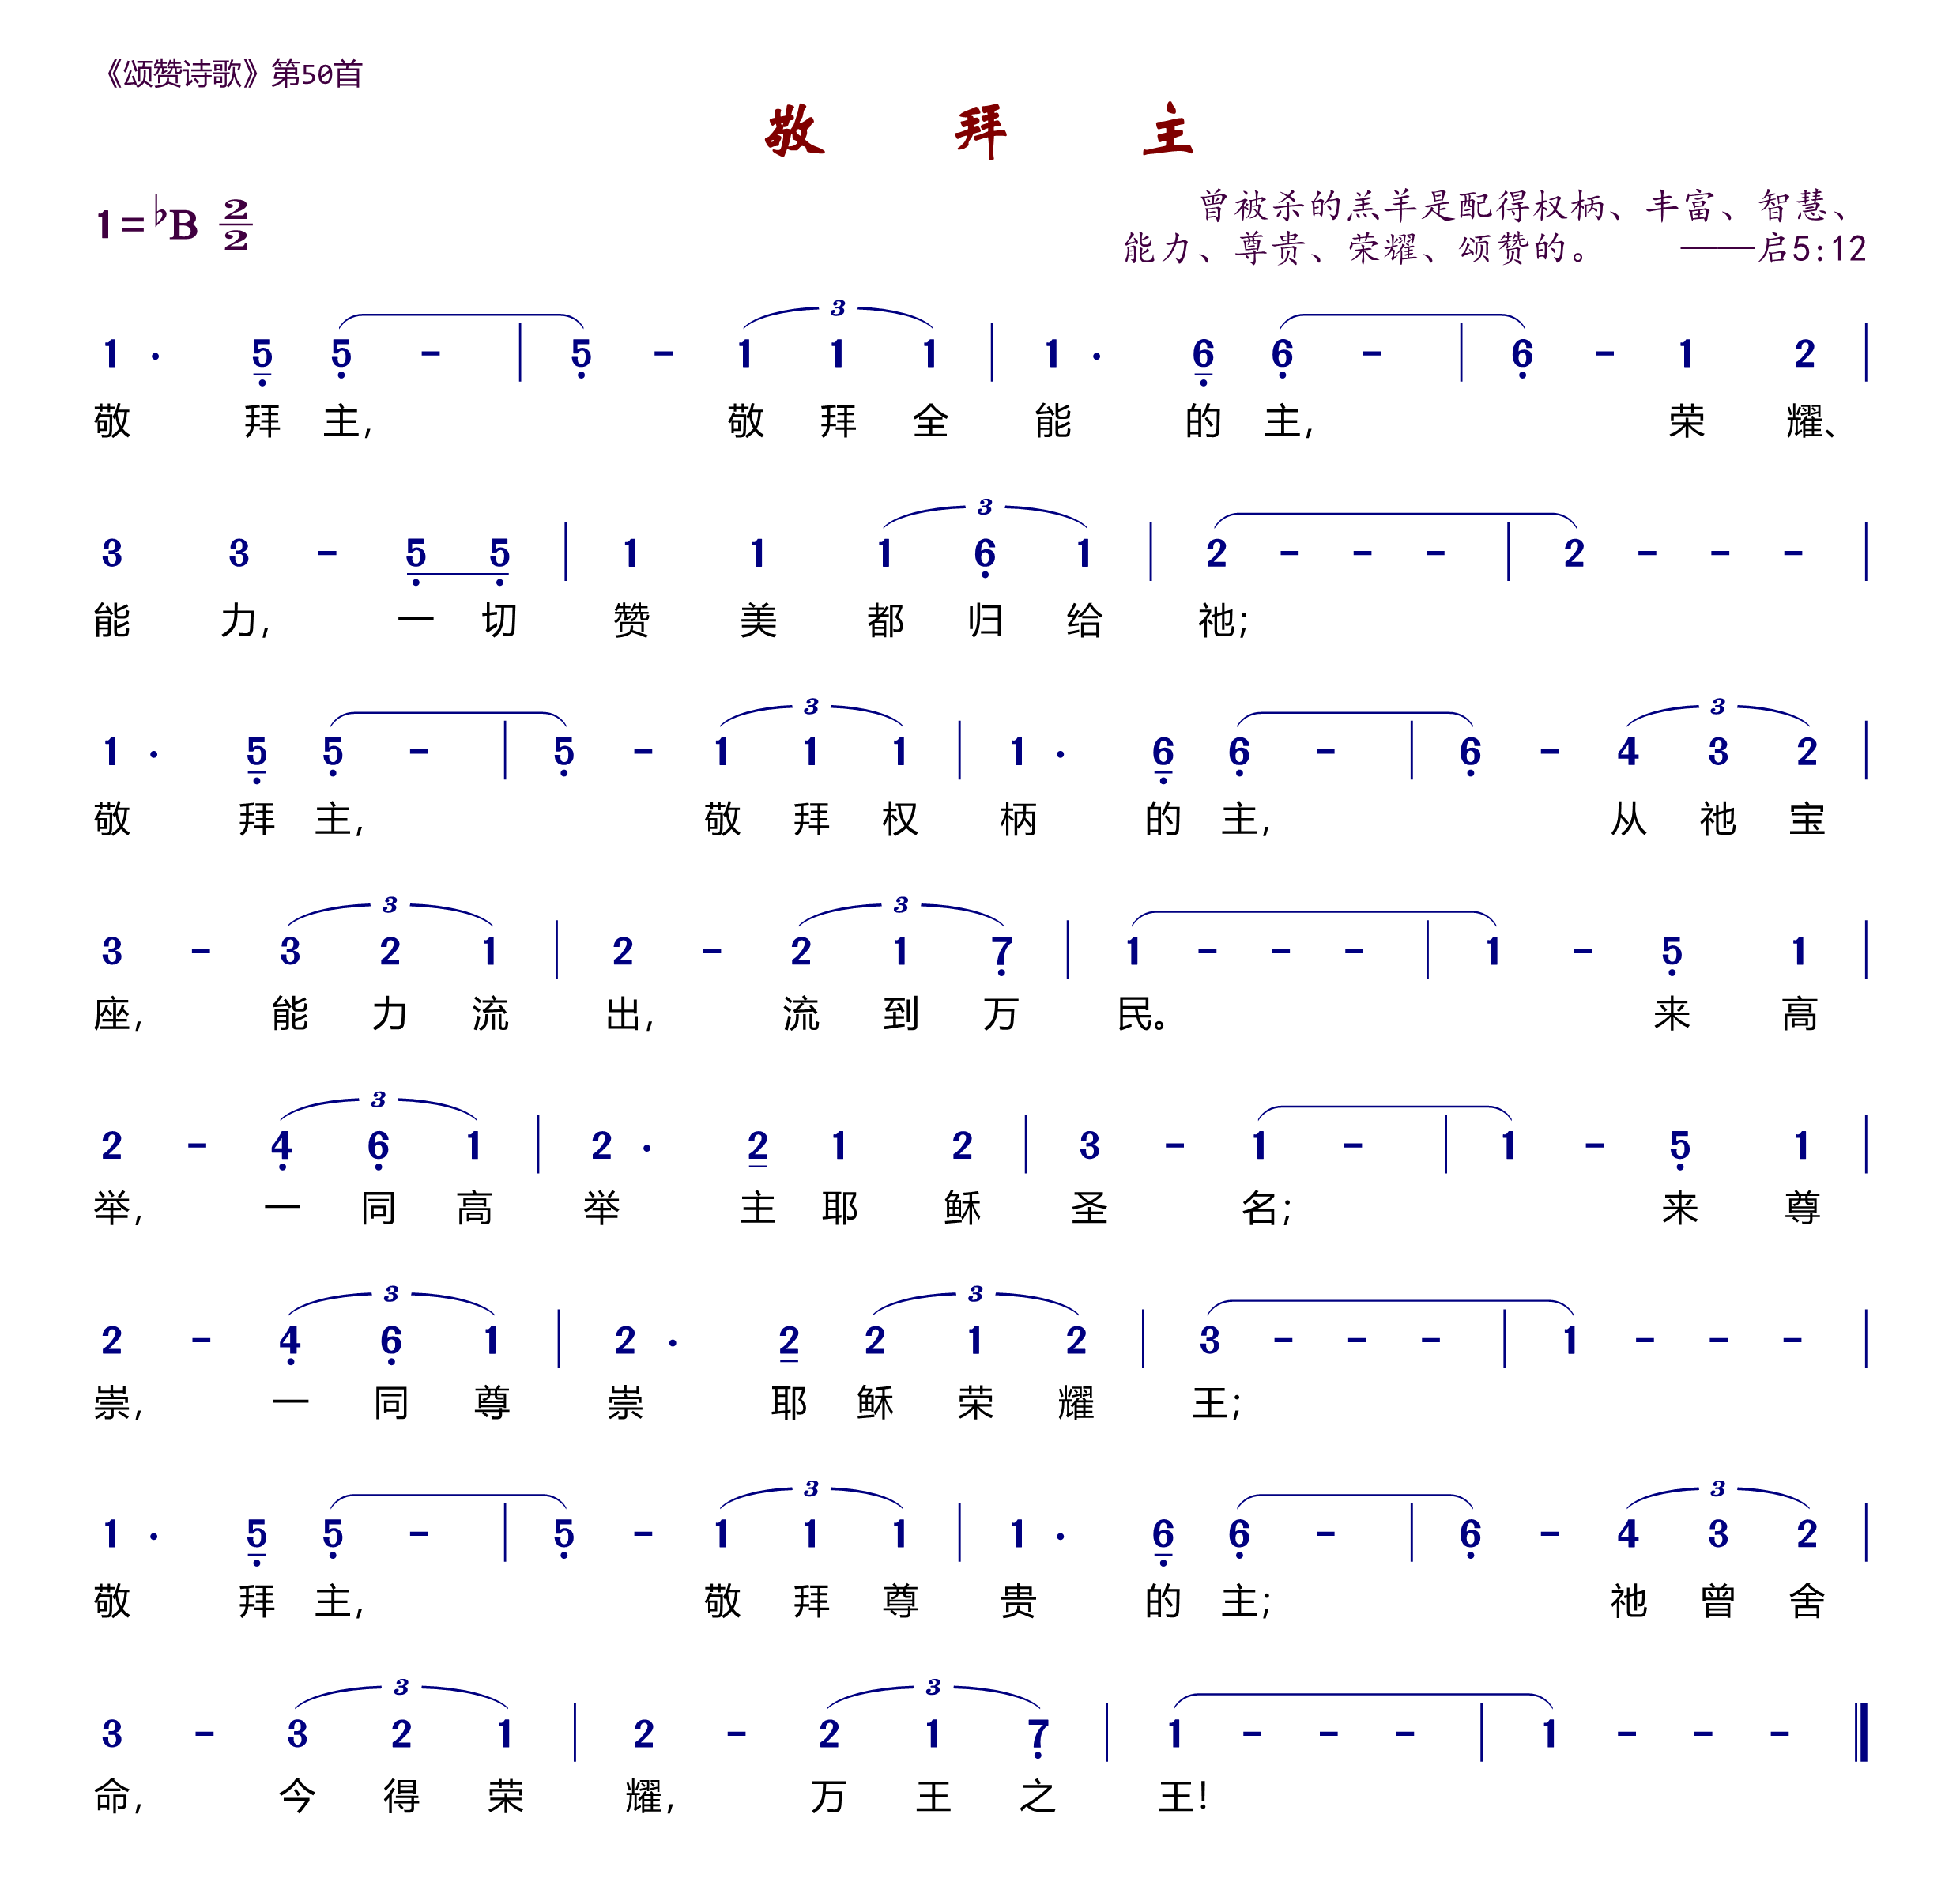 《颂赞诗歌》第50首
敬 拜 主
1=♭B 2/2
曾被杀的羔羊是配得权柄、丰富、智慧、
能力、尊贵、荣耀、颂赞的。 ——启5:12
1 · 5̣ 5̣ - | 5̣ - 1 1 1 | 1 · 6̣ 6̣ - | 6̣ - 1 2 |
敬 拜 主, 敬 拜 全 能 的 主, 荣 耀、
3 3 - 5̣ 5̣ | 1 1 1 6̣ 1 | 2 - - - | 2 - - - |
能 力, 一 切 赞 美 都 归 给 祂;
1 · 5̣ 5̣ - | 5̣ - 1 1 1 | 1 · 6̣ 6̣ - | 6̣ - 4 3 2 |
敬 拜 主, 敬 拜 权 柄 的 主, 从 祂 宝
3 - 3 2 1 | 2 - 2 1 7̣ | 1 - - - | 1 - 5̣ 1 |
座, 能 力 流 出, 流 到 万 民。 来 高
2 - 4̣ 6̣ 1 | 2 · 2 1 2 | 3 - 1 - | 1 - 5̣ 1 |
举, 一 同 高 举 主 耶 稣 圣 名; 来 尊
2 - 4̣ 6̣ 1 | 2 · 2 2 1 2 | 3 - - - | 1 - - - |
崇, 一 同 尊 崇 耶 稣 荣 耀 王;
1 · 5̣ 5̣ - | 5̣ - 1 1 1 | 1 · 6̣ 6̣ - | 6̣ - 4 3 2 |
敬 拜 主, 敬 拜 尊 贵 的 主; 祂 曾 舍
3 - 3 2 1 | 2 - 2 1 7̣ | 1 - - - | 1 - - - ‖
命, 今 得 荣 耀, 万 王 之 王!